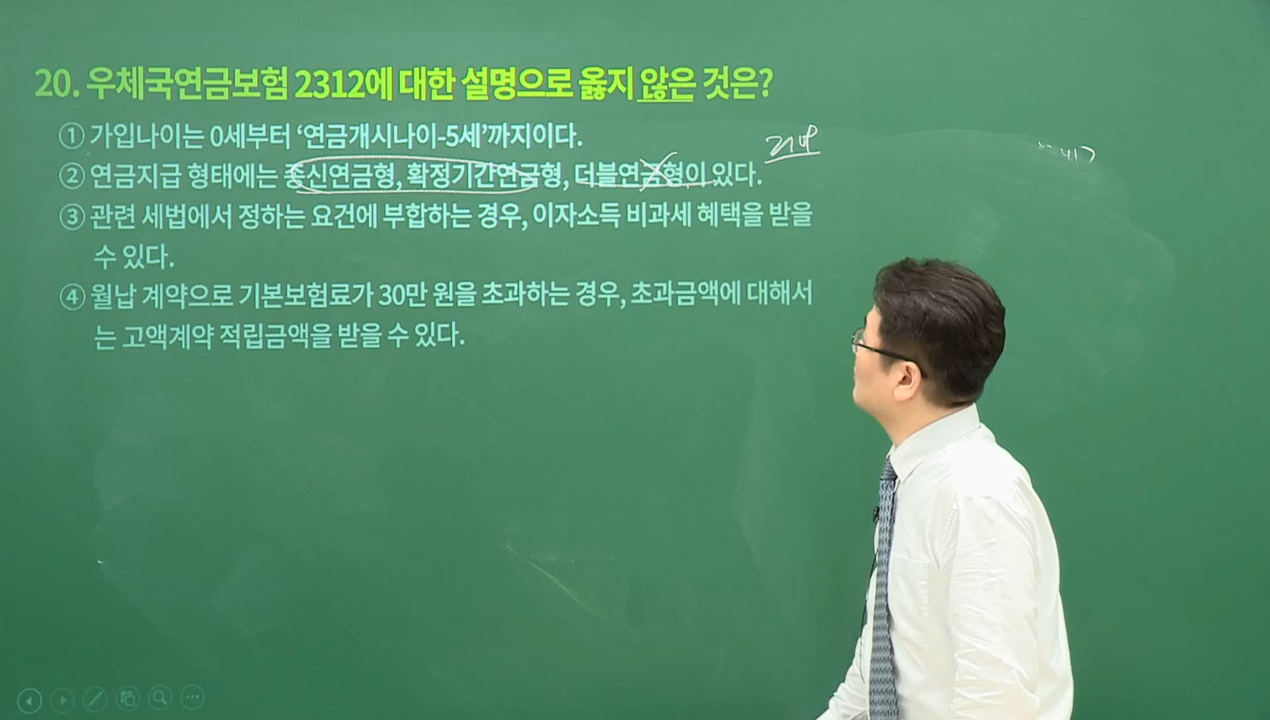 20. 우체국연금보험 2312에 대한 설명으로 옳지 않은 것은?
① 가입나이는 0세부터 ‘연금개시나이-5세’까지이다.
② 연금지급 형태에는 종신연금형, 확정기간연금형, 더블연금형이 있다.
③ 관련 세법에서 정하는 요건에 부합하는 경우, 이자소득 비과세 혜택을 받을
수 있다.
④ 월납 계약으로 기본보험료가 30만 원을 초과하는 경우, 초과금액에 대해서
는 고액계약 적립금액을 받을 수 있다.